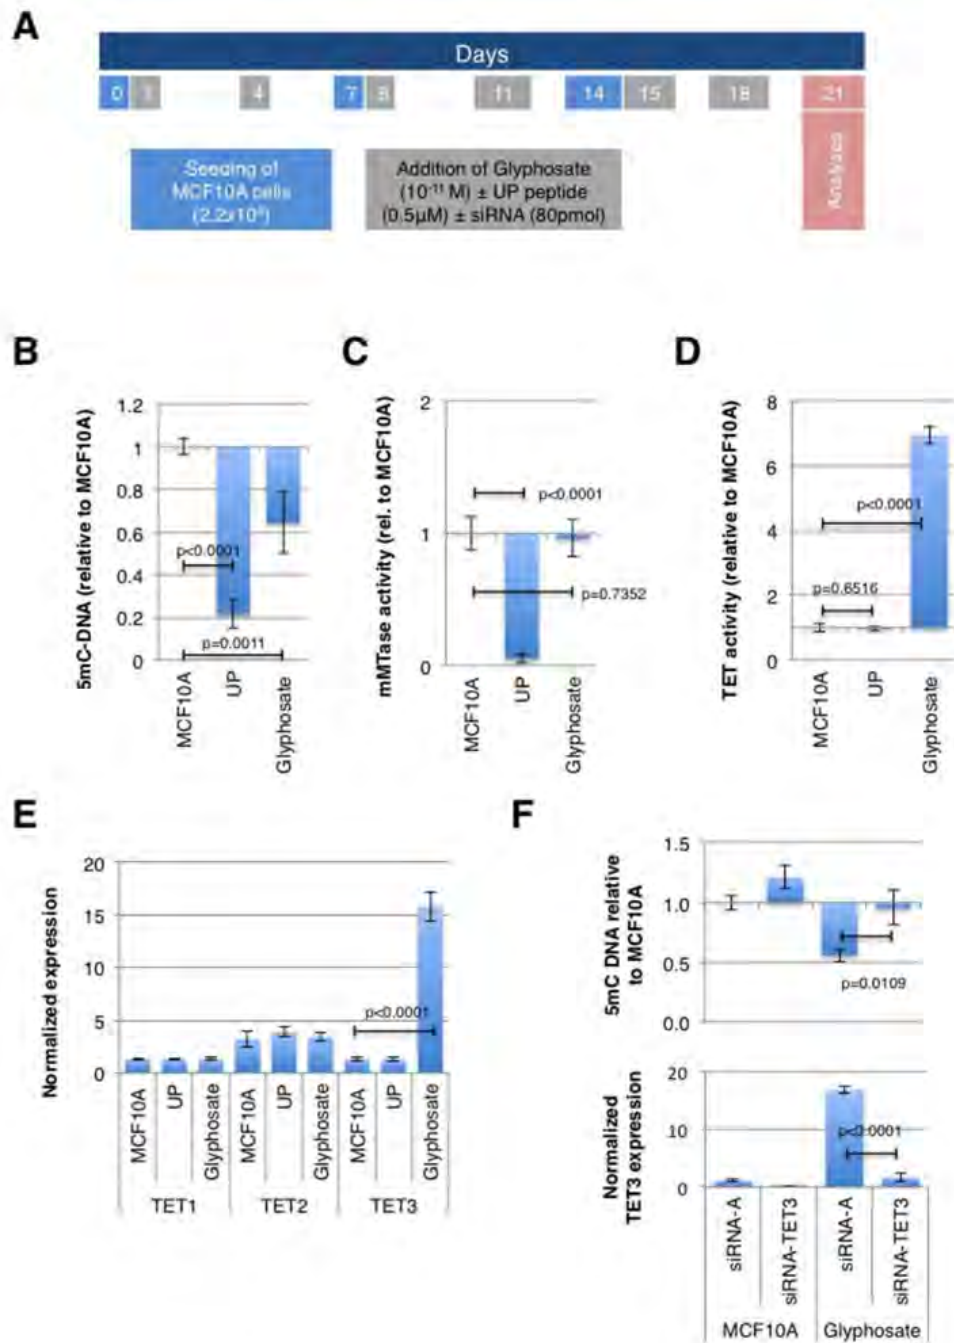 A
Days
0 1 4 7 8 11 14 15 18 21
Seeding of
MCF10A cells
Addition of Glyphosate
(10⁻¹¹ M) ± UP peptide
(0.5µM) ± siRNA (80pmol)
Analyses
B
5mC-DNA (relative to MCF10A)
1.2
1
0.8
0.6
0.4
0.2
0
p<0.0001
p=0.0011
MCF10A
UP
Glyphosate
C
mMTase activity (rel. to MCF10A)
2
1
0
p<0.0001
p=0.7352
MCF10A
UP
Glyphosate
D
TET activity (relative to MCF10A)
8
6
4
2
0
p<0.0001
p=0.6516
MCF10A
UP
Glyphosate
E
Normalized expression
20
15
10
5
0
p<0.0001
MCF10A
UP
Glyphosate
MCF10A
UP
Glyphosate
MCF10A
UP
Glyphosate
TET1 TET2 TET3
F
5mC DNA relative
to MCF10A
1.5
1.0
0.5
0.0
p=0.0109
Normalized
TET3 expression
20
10
0
p<0.0001
siRNA-A
siRNA-TET3
siRNA-A
siRNA-TET3
MCF10A Glyphosate